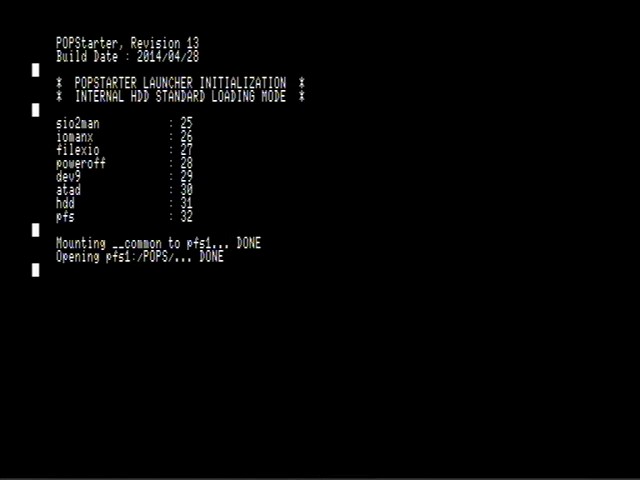 POPStarter, Revision 13
Build Date : 2014/04/28
* POPSTARTER LAUNCHER INITIALIZATION *
* INTERNAL HDD STANDARD LOADING MODE *
sio2man : 25
iomanx : 26
filexio : 27
poweroff : 28
dev9 : 29
atad : 30
hdd : 31
pfs : 32
Mounting __common to pfs1... DONE
Opening pfs1:/POPS/... DONE